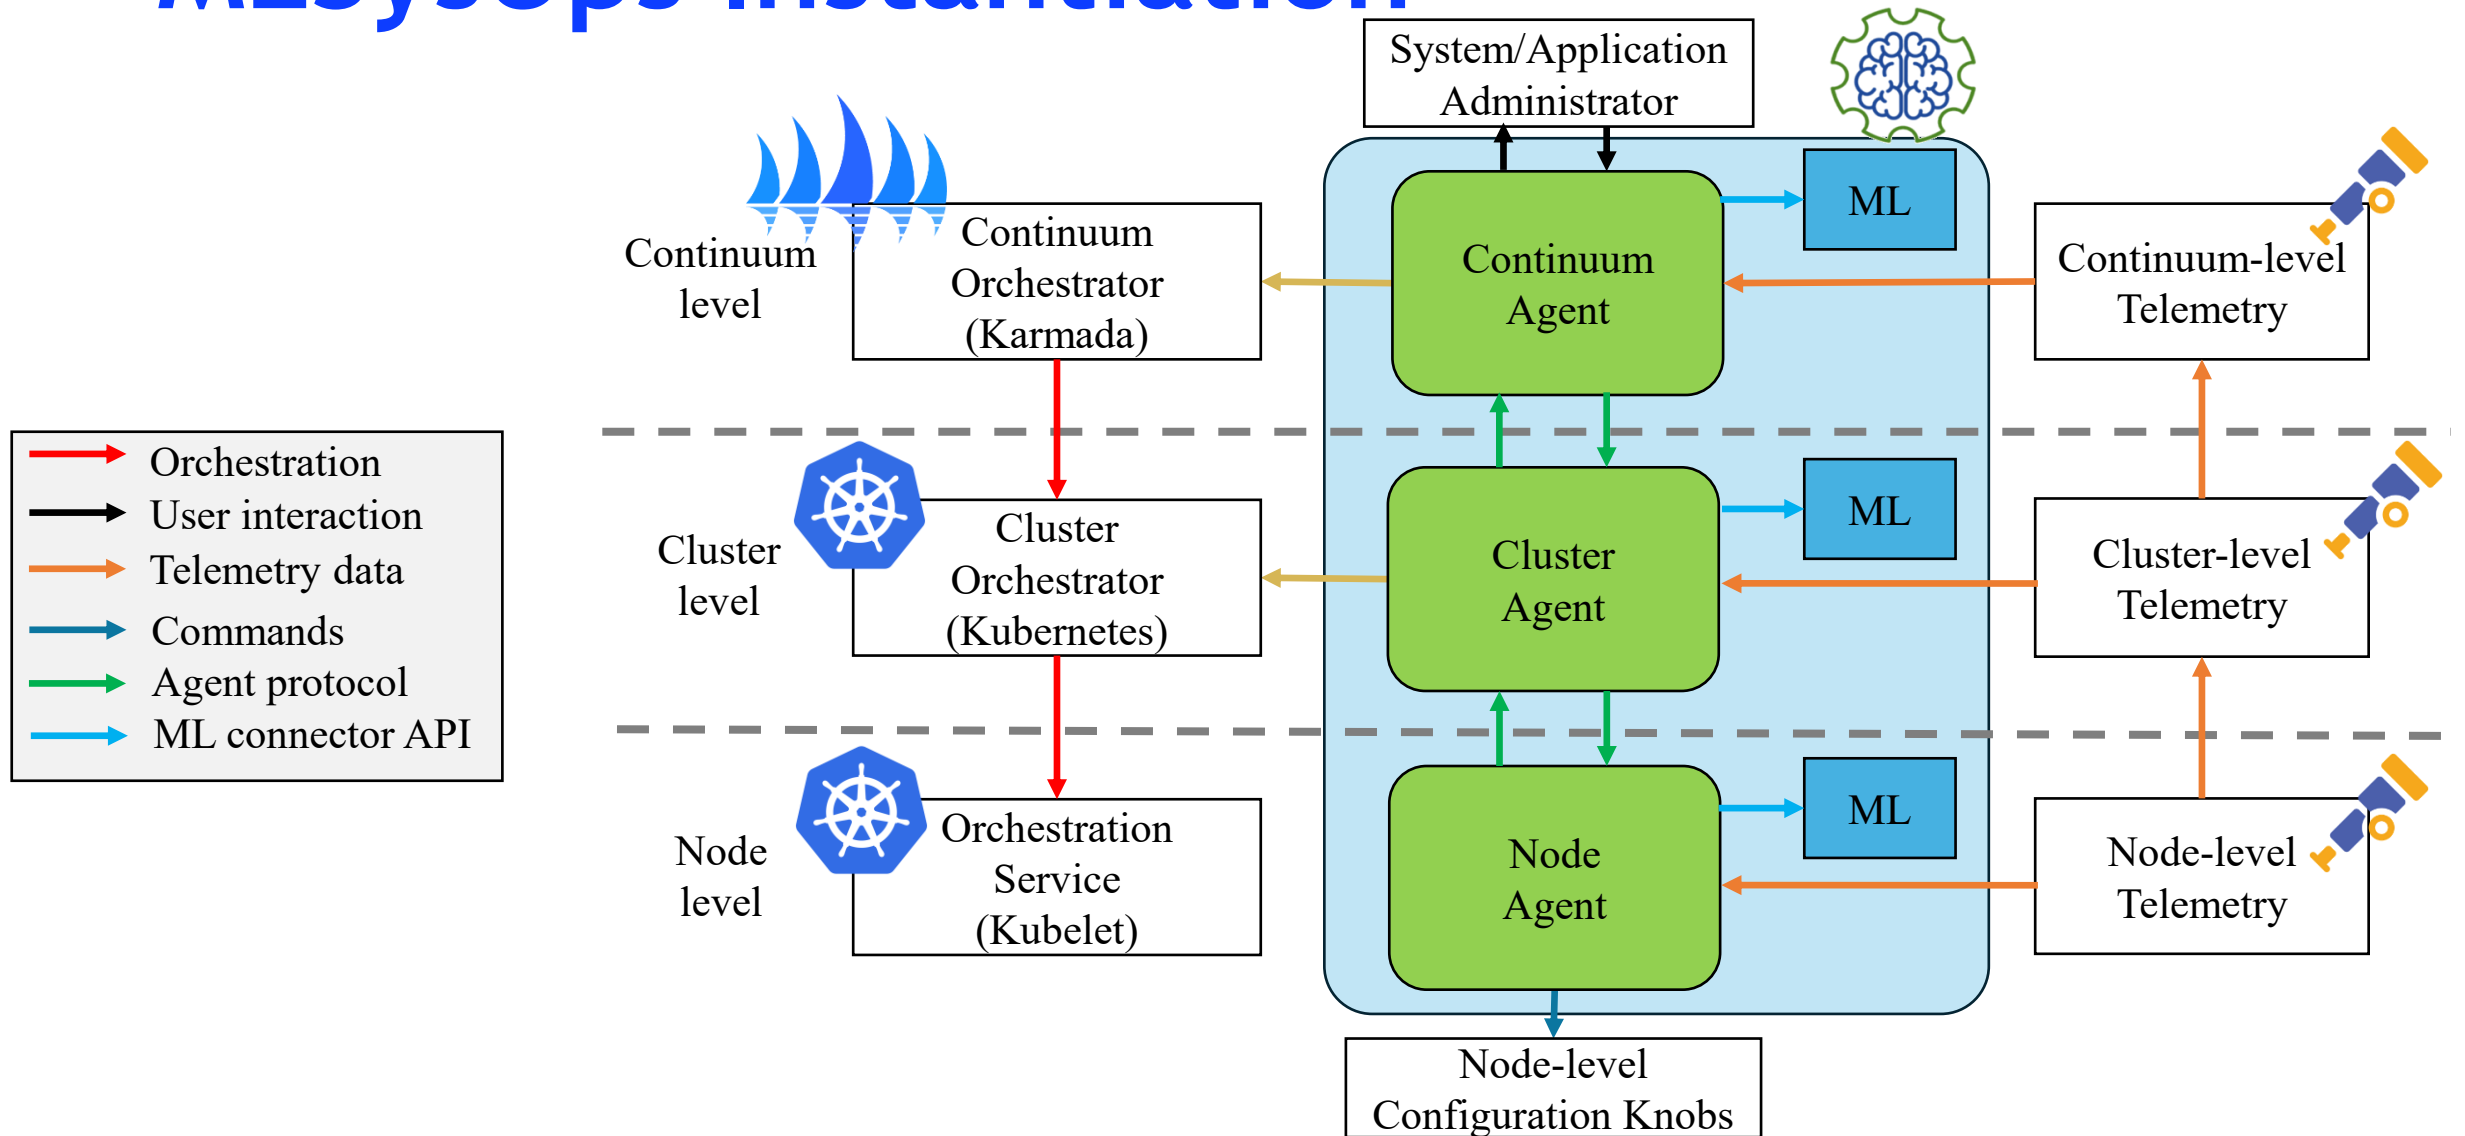 MLSysOps Instantiation
System/Application
Administrator
Continuum
level
Continuum
Orchestrator
(Karmada)
Continuum
Agent
ML
Continuum-level
Telemetry
Orchestration
User interaction
Telemetry data
Commands
Agent protocol
ML connector API
Cluster
level
Cluster
Orchestrator
(Kubernetes)
Cluster
Agent
ML
Cluster-level
Telemetry
Node
level
Orchestration
Service
(Kubelet)
Node
Agent
ML
Node-level
Telemetry
Node-level
Configuration Knobs